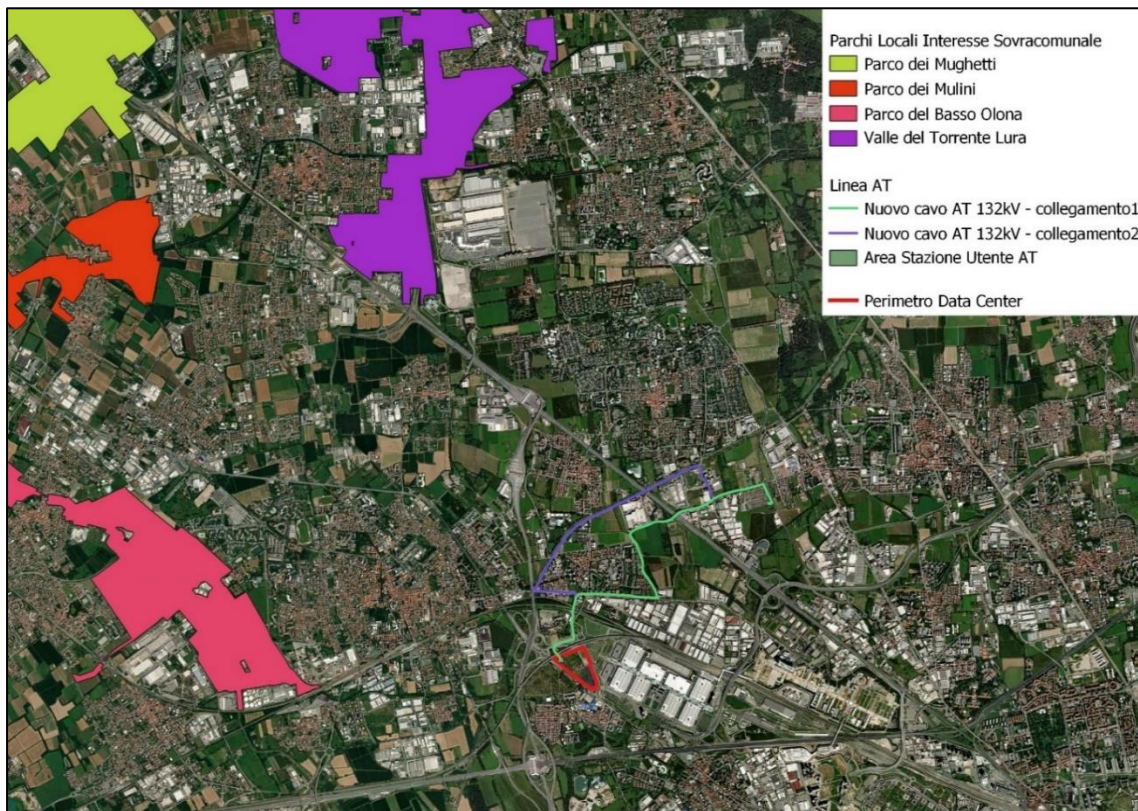 Parchi Locali Interesse Sovracomunale
Parco dei Mughetti
Parco dei Mulini
Parco del Basso Olona
Valle del Torrente Lura
Linea AT
Nuovo cavo AT 132kV - collegamento1
Nuovo cavo AT 132kV - collegamento2
Area Stazione Utente AT
Perimetro Data Center